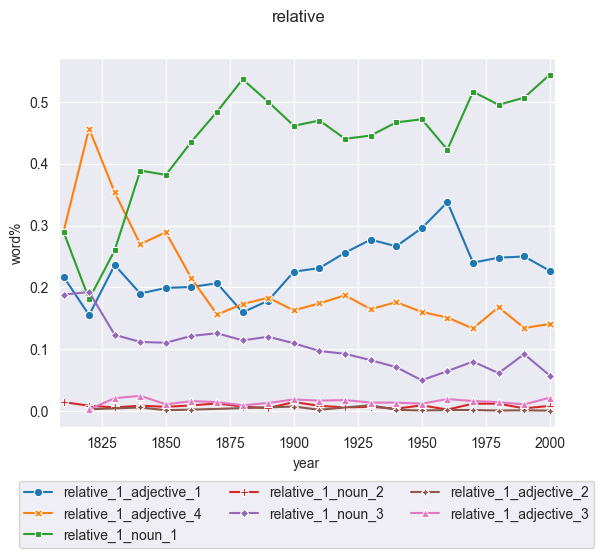 relative
0.5
0.4
0.3
0.2
0.1
0.0
word%
1825 1850 1875 1900 1925 1950 1975 2000
year
relative_1_adjective_1 relative_1_noun_2 relative_1_adjective_2
relative_1_adjective_4 relative_1_noun_3 relative_1_adjective_3
relative_1_noun_1